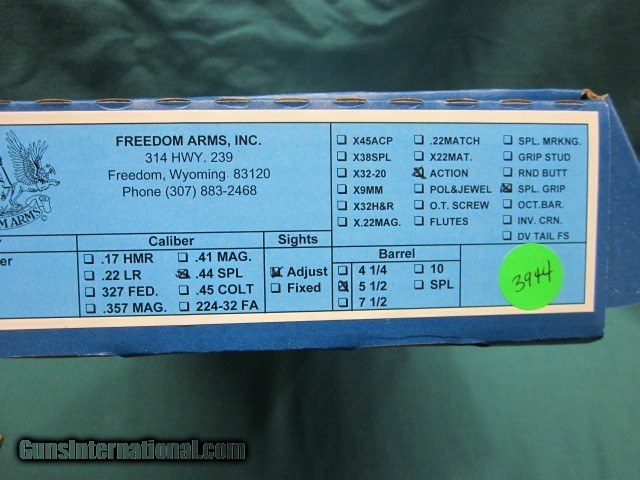 FREEDOM ARMS, INC.
314 HWY. 239
Freedom, Wyoming 83120
Phone (307) 883-2468
M ARMS
X45ACP .22MATCH SPL. MRKNG.
X38SPL X22MAT. GRIP STUD
X32-20 ACTION RND BUTT
X9MM POL&JEWEL SPL. GRIP
X32H&R O.T. SCREW OCT.BAR.
X.22MAG. FLUTES INV. CRN.
DV TAIL FS
Caliber Sights Barrel
.17 HMR .41 MAG.
.22 LR .44 SPL Adjust
327 FED. .45 COLT Fixed
.357 MAG. 224-32 FA
4 1/4 10
5 1/2 SPL
7 1/2
3944
GunsInternational.com